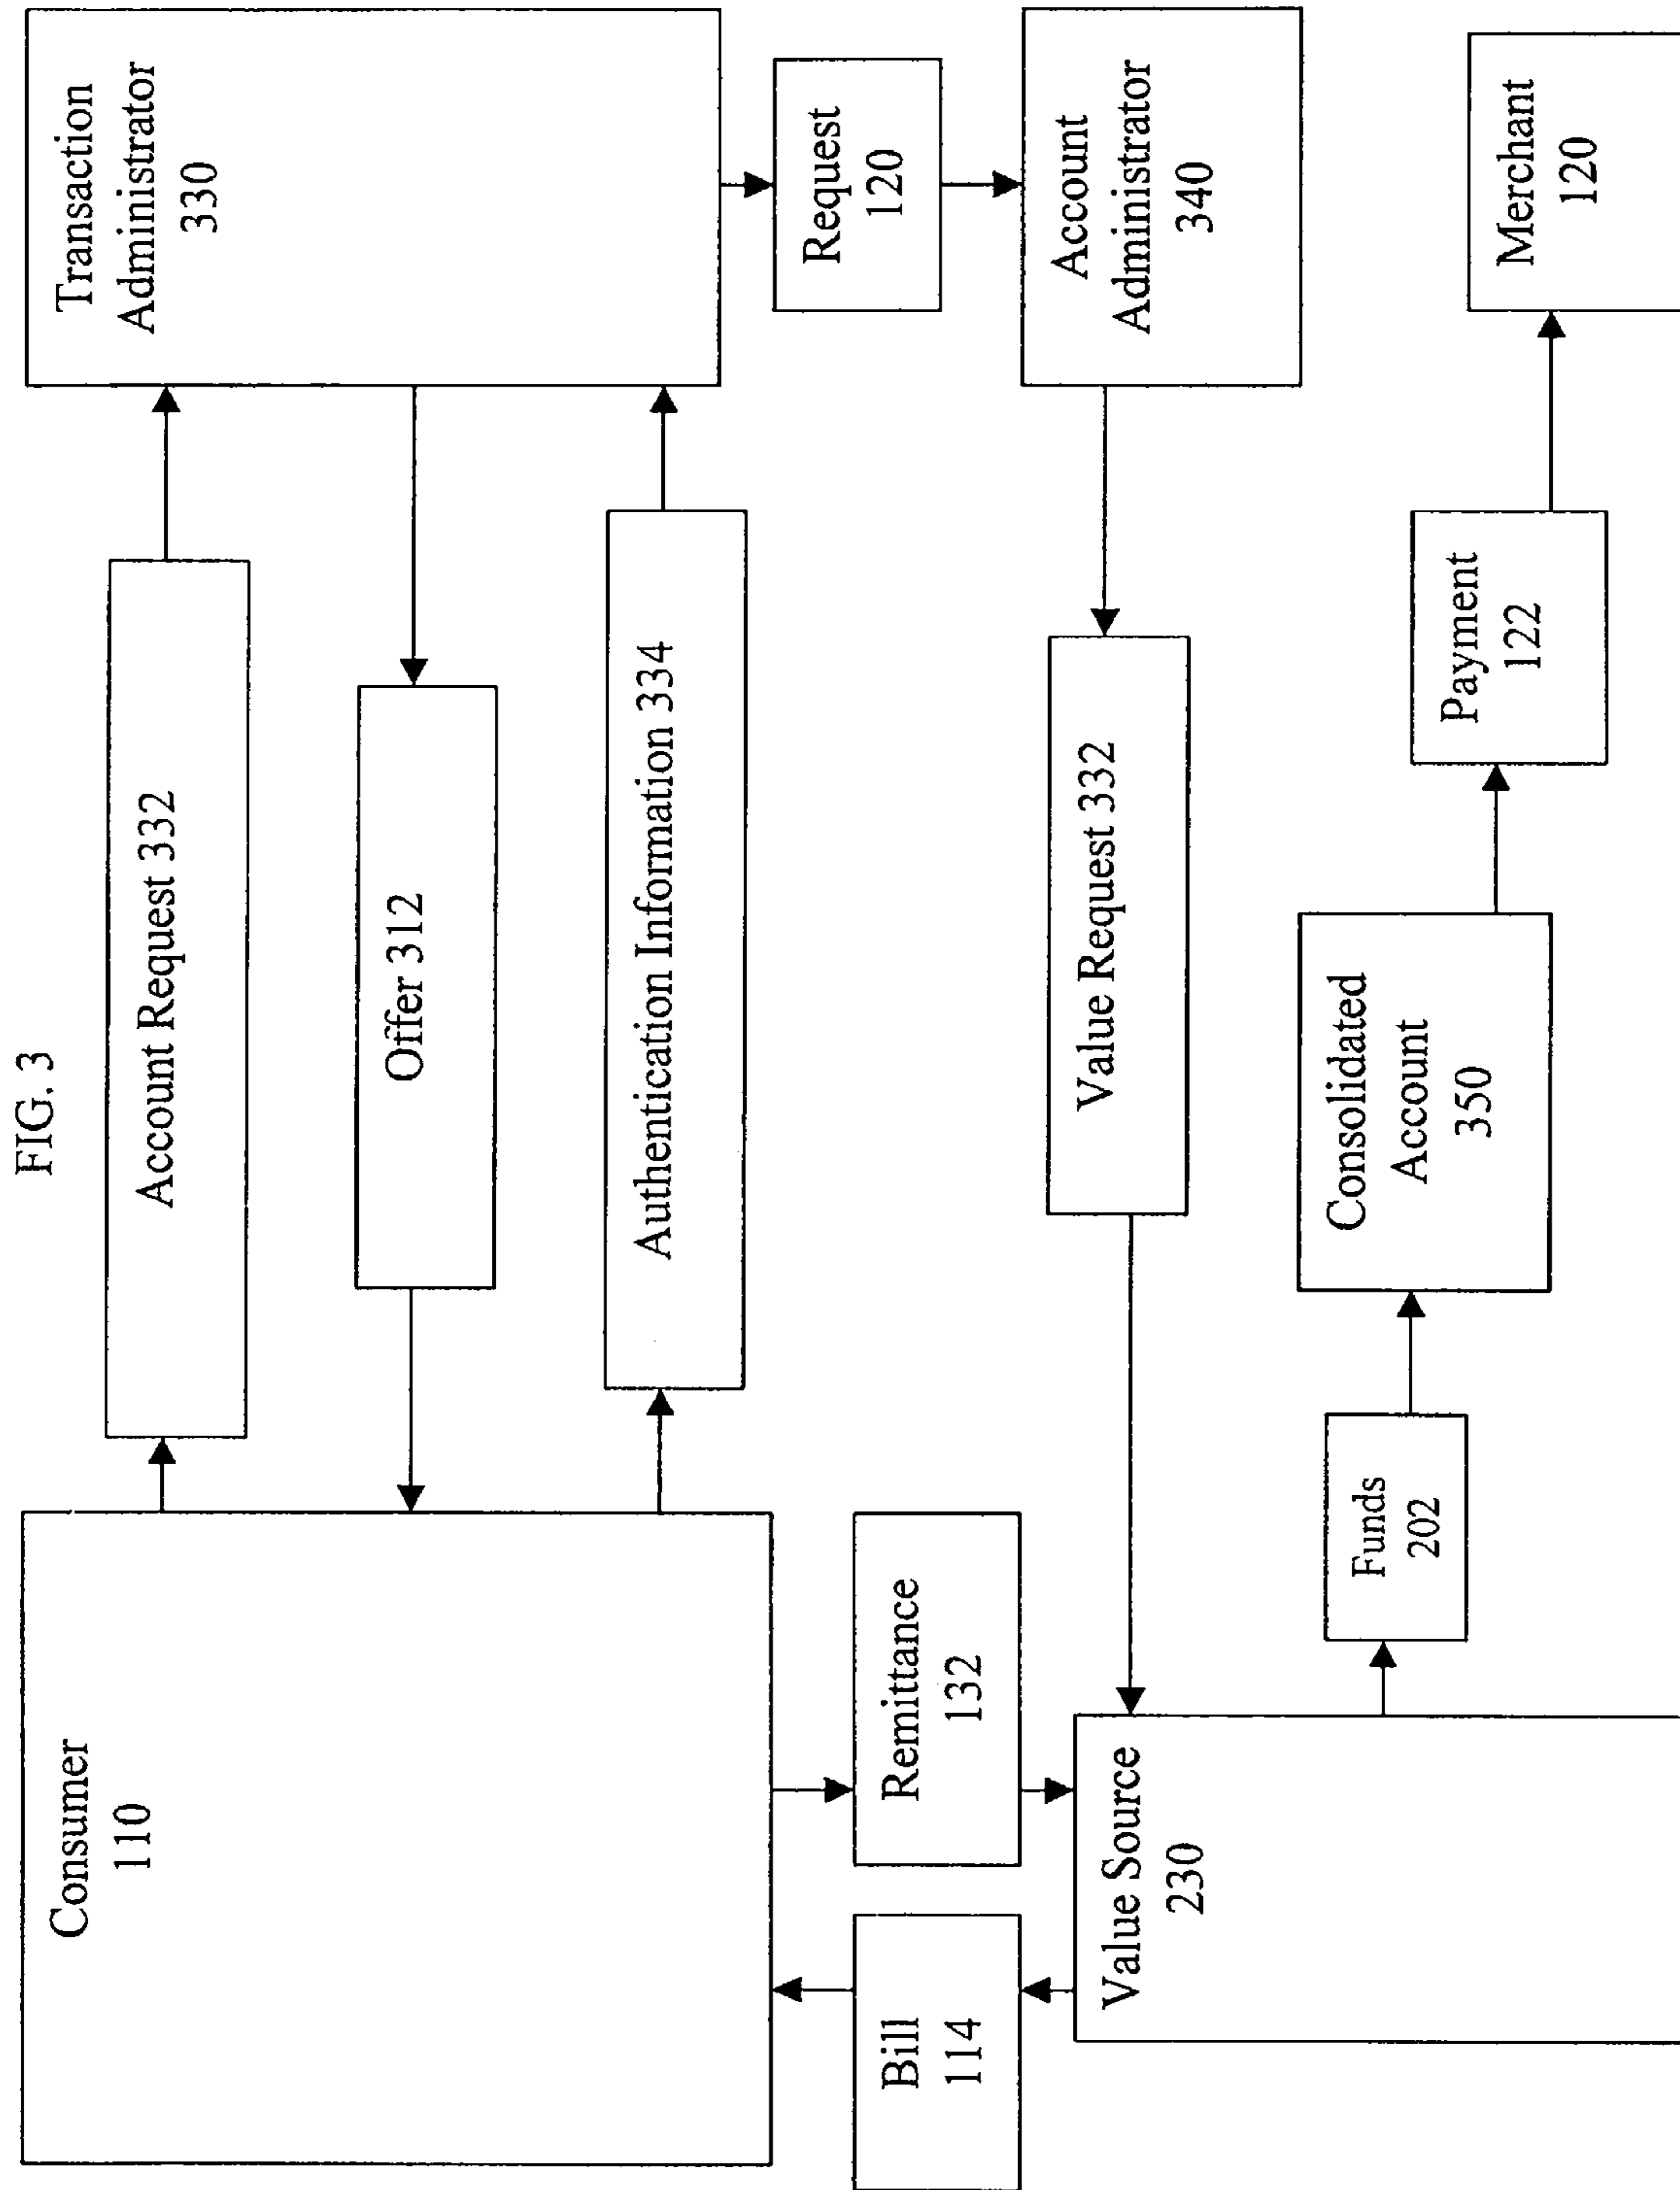 FIG. 3
Consumer
110
Account Request 332
Transaction
Administrator
330
Offer 312
Authentication Information 334
Bill
114
Remittance
132
Request
120
Value Source
230
Value Request 332
Account
Administrator
340
Funds
202
Consolidated
Account
350
Payment
122
Merchant
120